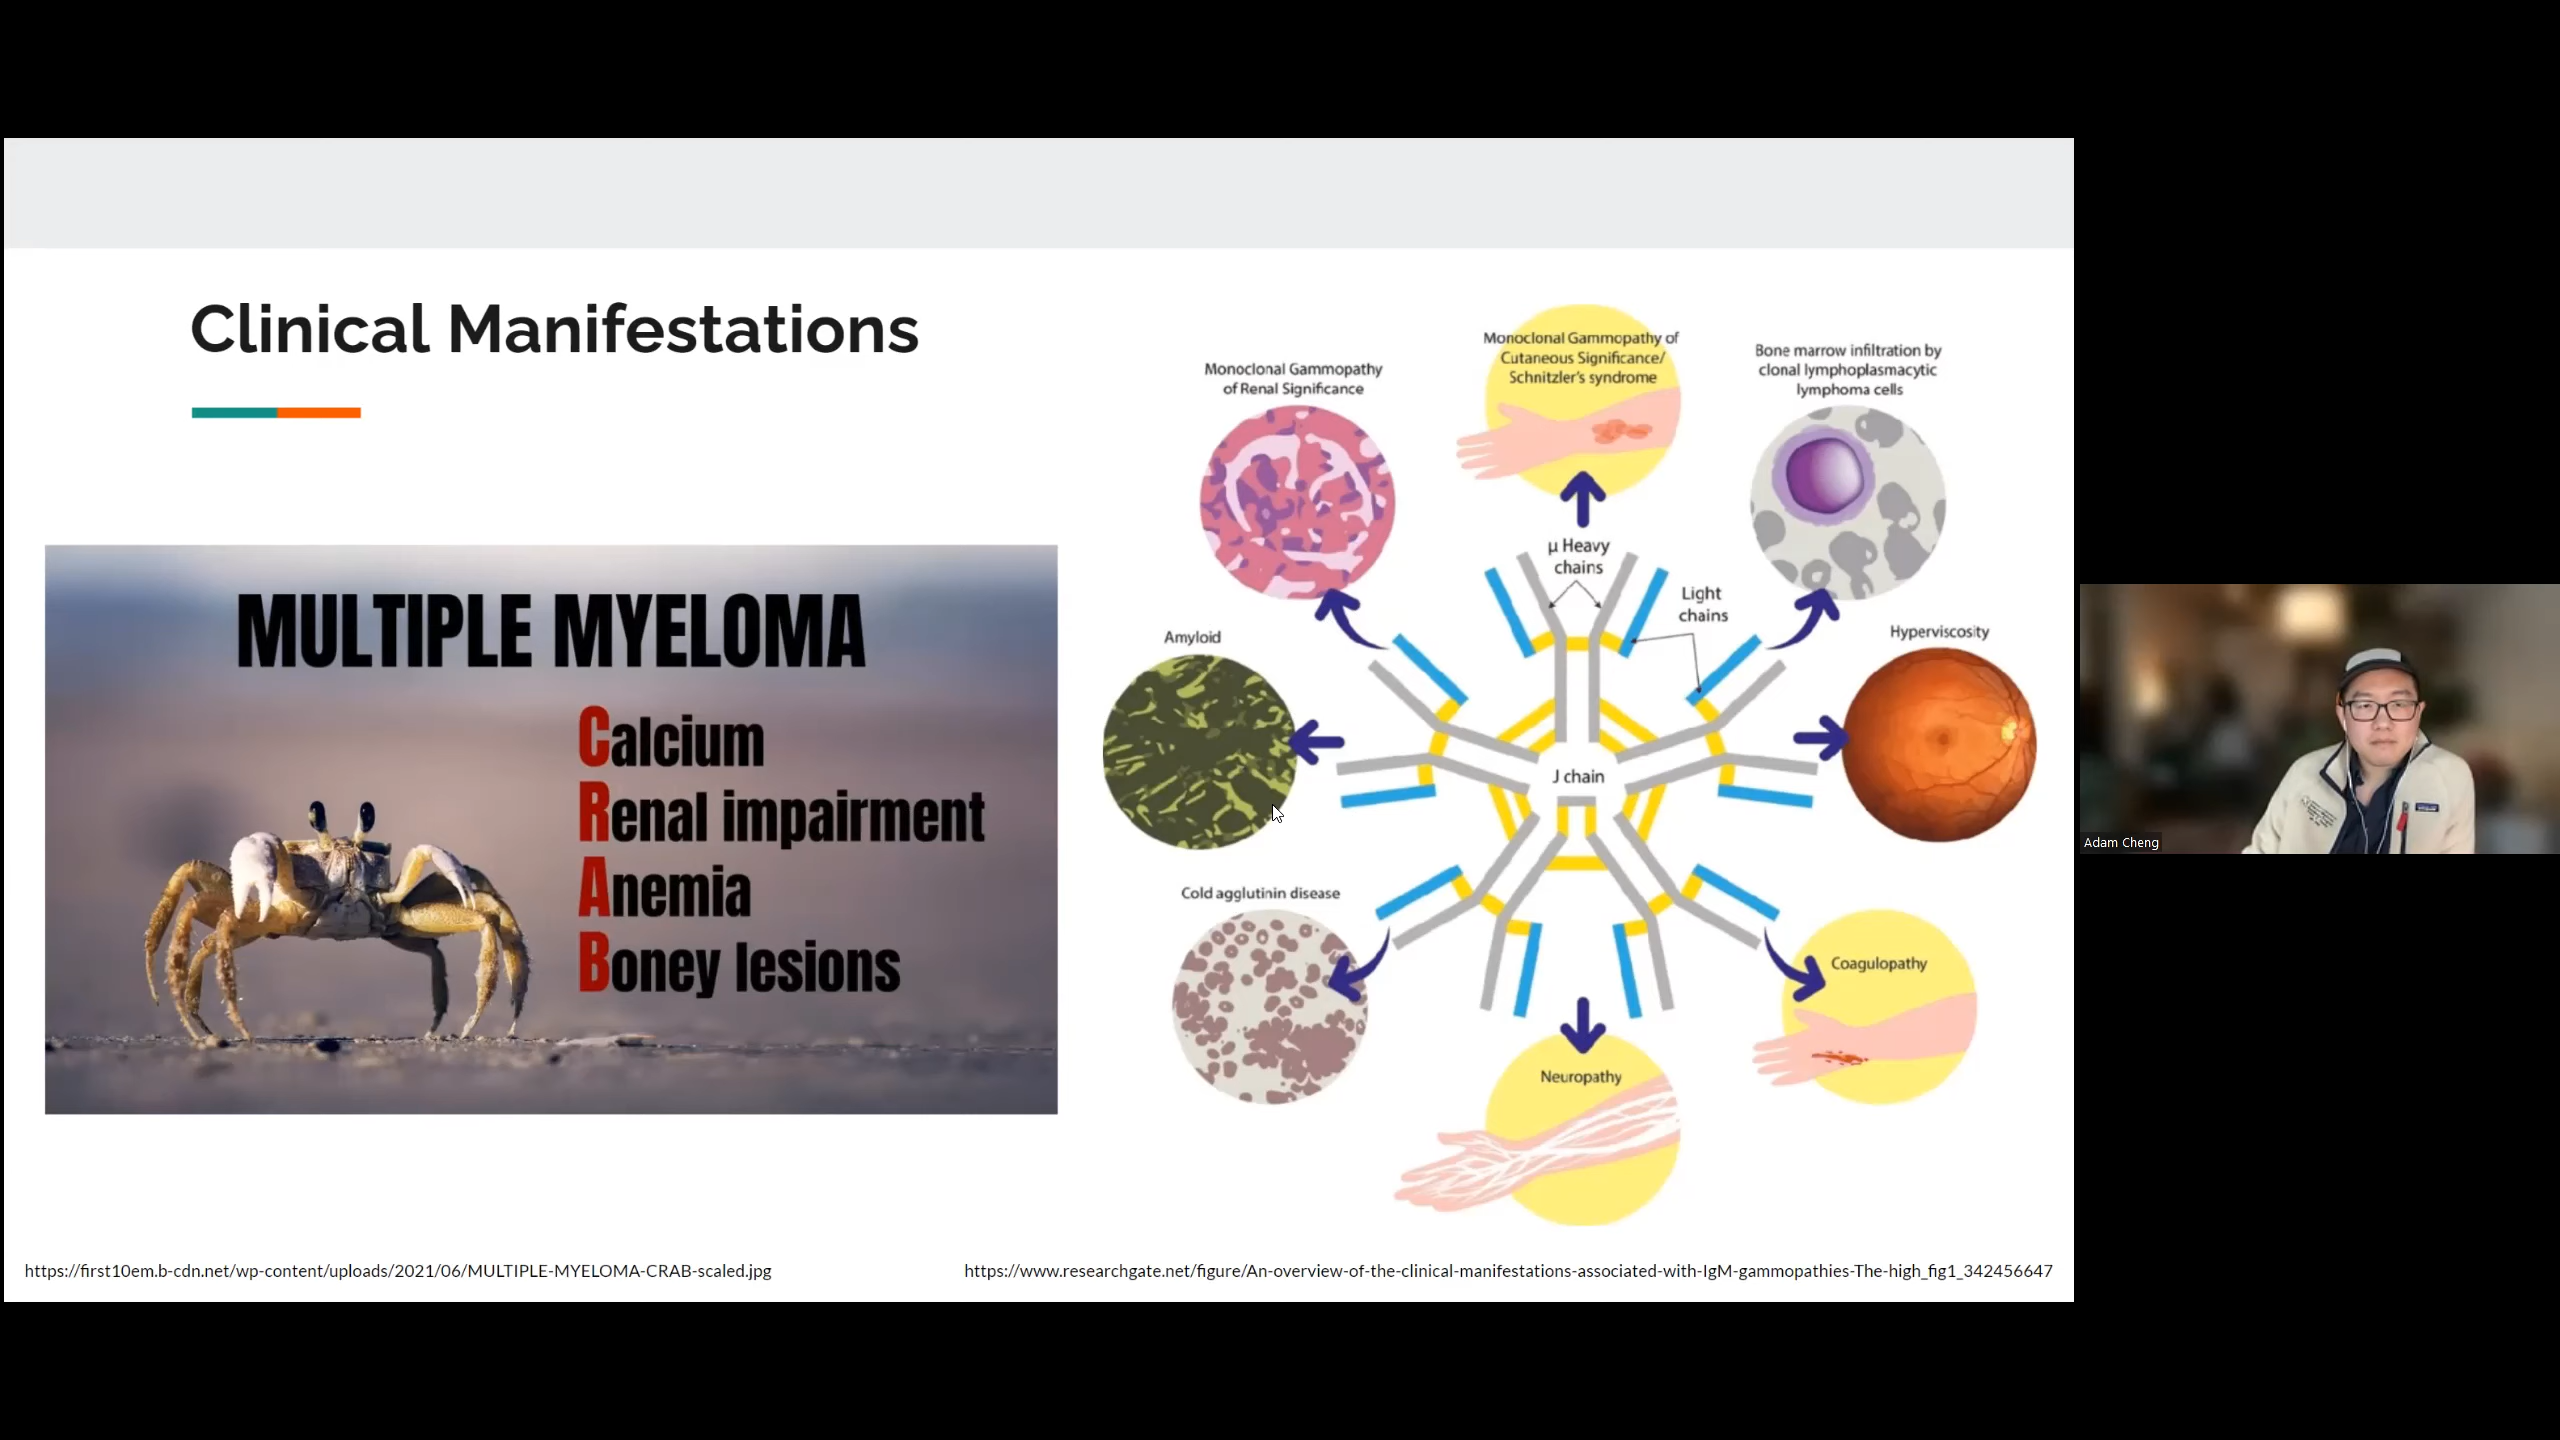 Clinical Manifestations
MULTIPLE MYELOMA
Calcium
Renal impairment
Anemia
Boney lesions
Monoclonal Gammopathy
of Renal Significance
Monoclonal Gammopathy of
Cutaneous Significance/
Schnitzler's syndrome
Bone marrow infiltration by
clonal lymphoplasmacytic
lymphoma cells
µ Heavy
chains
Light
chains
Amyloid
Hyperviscosity
J chain
Cold agglutinin disease
Coagulopathy
Neuropathy
https://first10em.b-cdn.net/wp-content/uploads/2021/06/MULTIPLE-MYELOMA-CRAB-scaled.jpg
https://www.researchgate.net/figure/An-overview-of-the-clinical-manifestations-associated-with-IgM-gammopathies-The-high_fig1_342456647
Adam Cheng